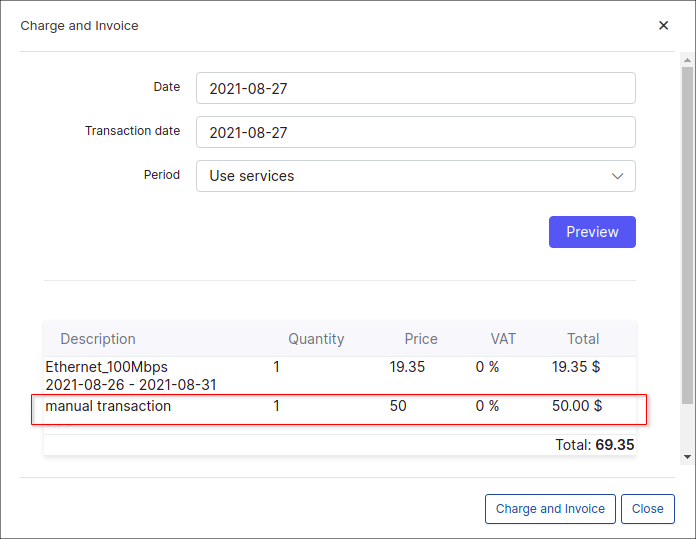 Charge and Invoice ×
Date 2021-08-27
Transaction date 2021-08-27
Period Use services
Preview
Description Quantity Price VAT Total
Ethernet_100Mbps 1 19.35 0 % 19.35 $
2021-08-26 - 2021-08-31
manual transaction 1 50 0 % 50.00 $
Total: 69.35
Charge and Invoice Close